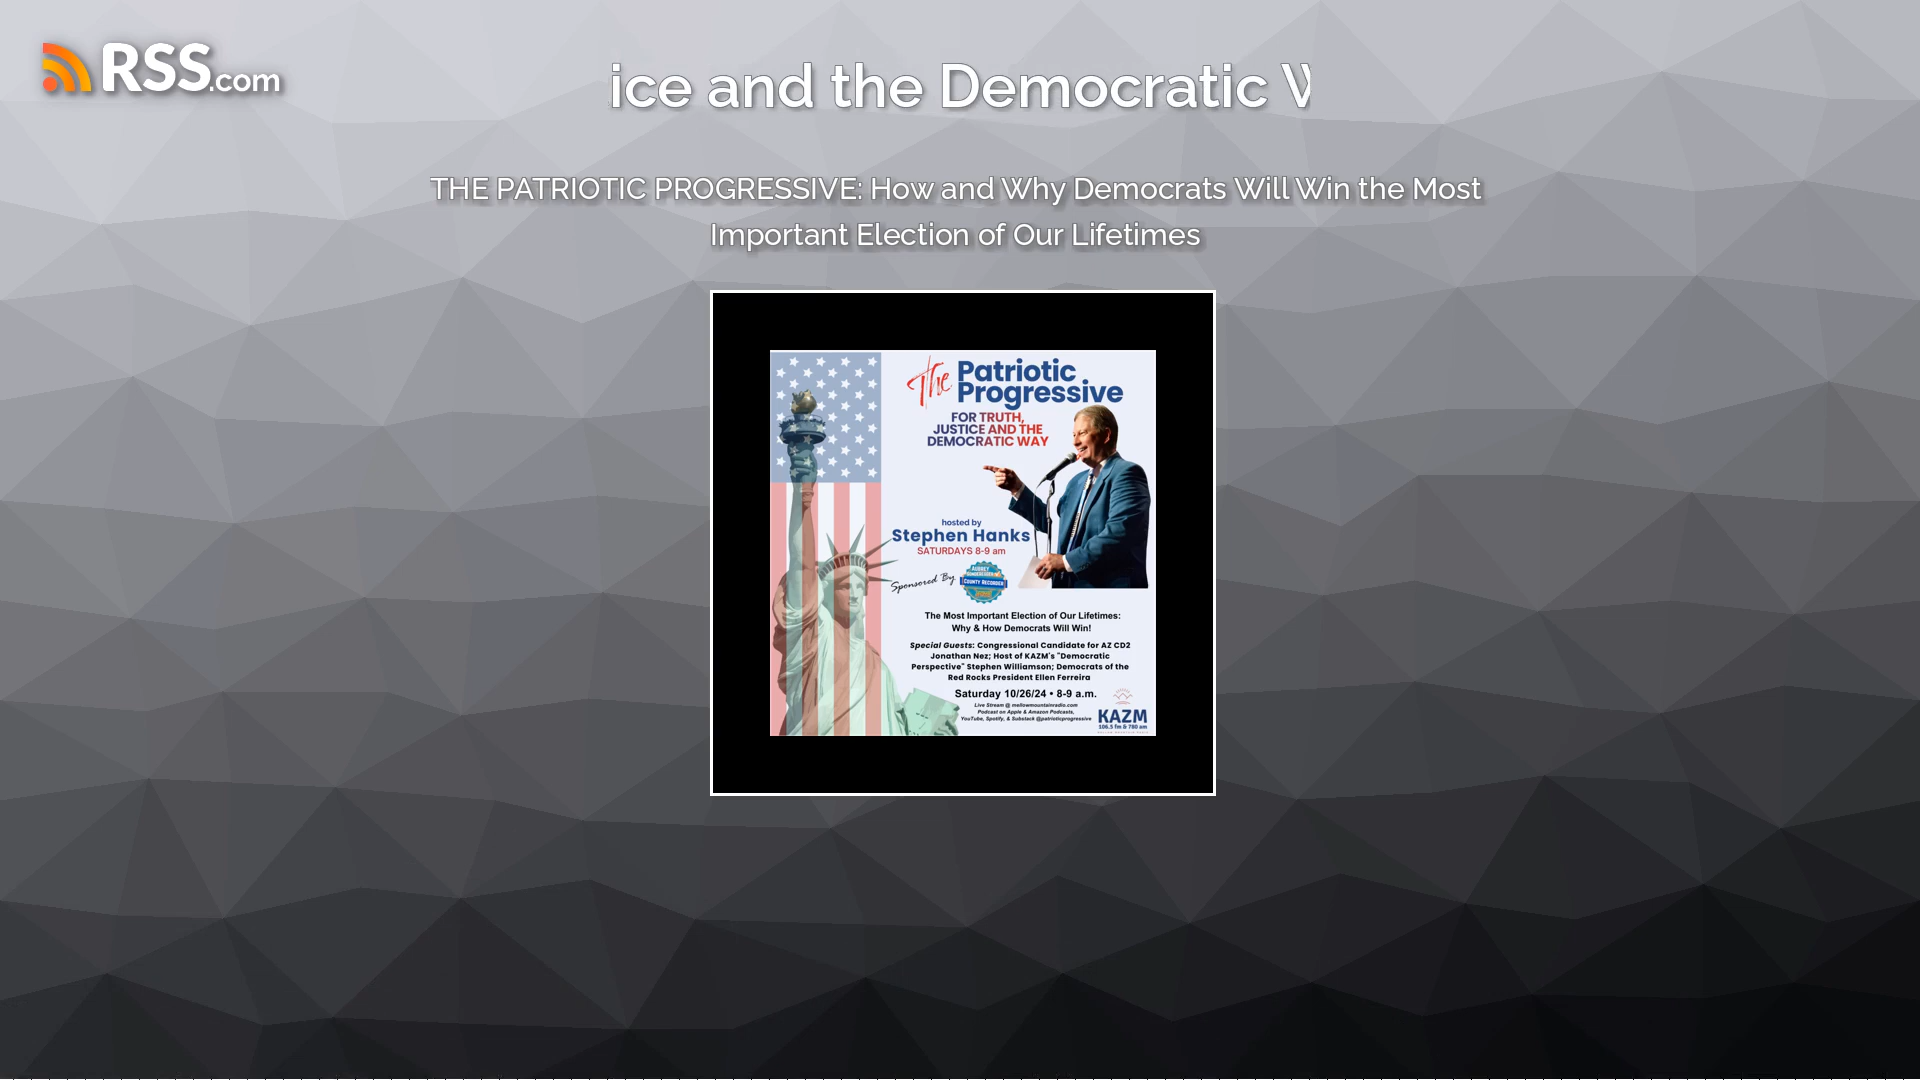 RSS.com
ice and the Democratic
THE PATRIOTIC PROGRESSIVE: How and Why Democrats Will Win the Most
Important Election of Our Lifetimes
The Patriotic
Progressive
FOR TRUTH,
JUSTICE AND THE
DEMOCRATIC WAY
hosted by
Stephen Hanks
SATURDAYS 8-9 am
Sponsored By
AUBREY
COUNTY RECORDER
The Most Important Election of Our Lifetimes:
Why & How Democrats Will Win!
Special Guests: Congressional Candidate for AZ CD2
Jonathan Nez; Host of KAZM's "Democratic
Perspective" Stephen Williamson; Democrats of the
Red Rocks President Ellen Ferreira
Saturday 10/26/24 • 8-9 a.m.
Live Stream @ mellowmountainradio.com
Podcast on Apple & Amazon Podcasts,
YouTube, Spotify, & Substack @patrioticprogressive
KAZM
106.5 fm & 780 am